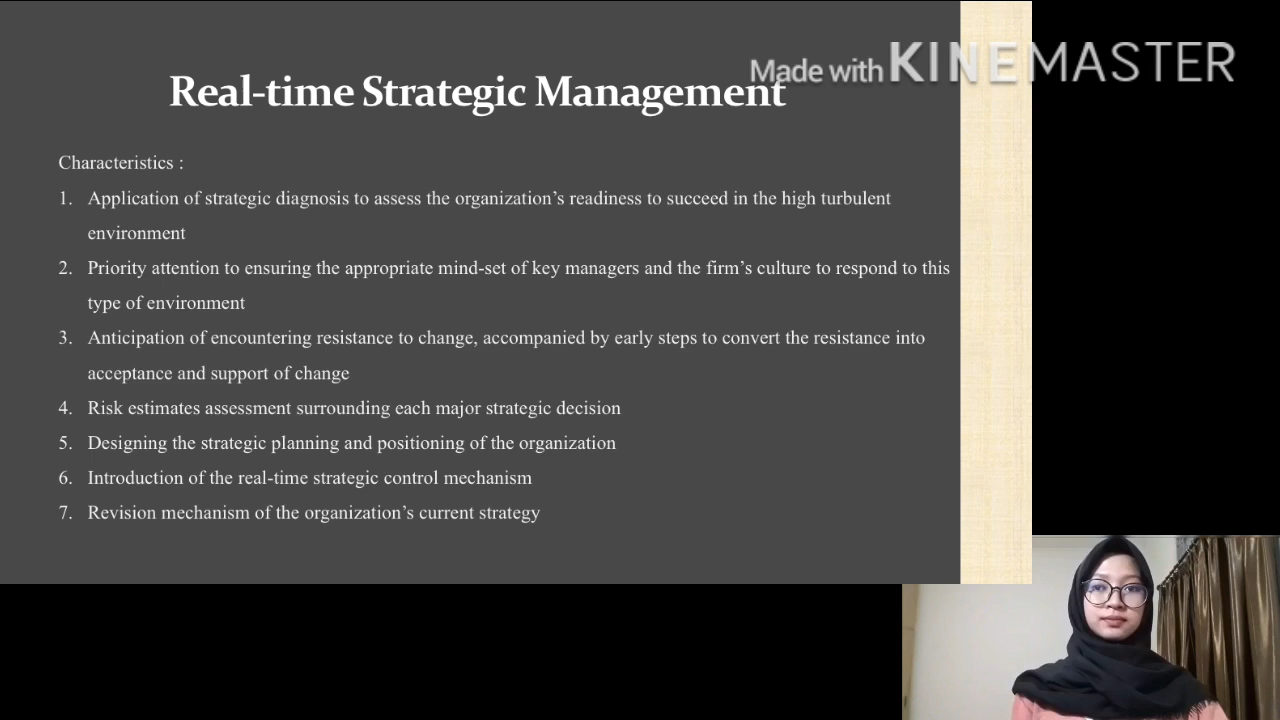 Made with KINEMASTER
Real-time Strategic Management
Characteristics :
1. Application of strategic diagnosis to assess the organization’s readiness to succeed in the high turbulent
environment
2. Priority attention to ensuring the appropriate mind-set of key managers and the firm’s culture to respond to this
type of environment
3. Anticipation of encountering resistance to change, accompanied by early steps to convert the resistance into
acceptance and support of change
4. Risk estimates assessment surrounding each major strategic decision
5. Designing the strategic planning and positioning of the organization
6. Introduction of the real-time strategic control mechanism
7. Revision mechanism of the organization’s current strategy